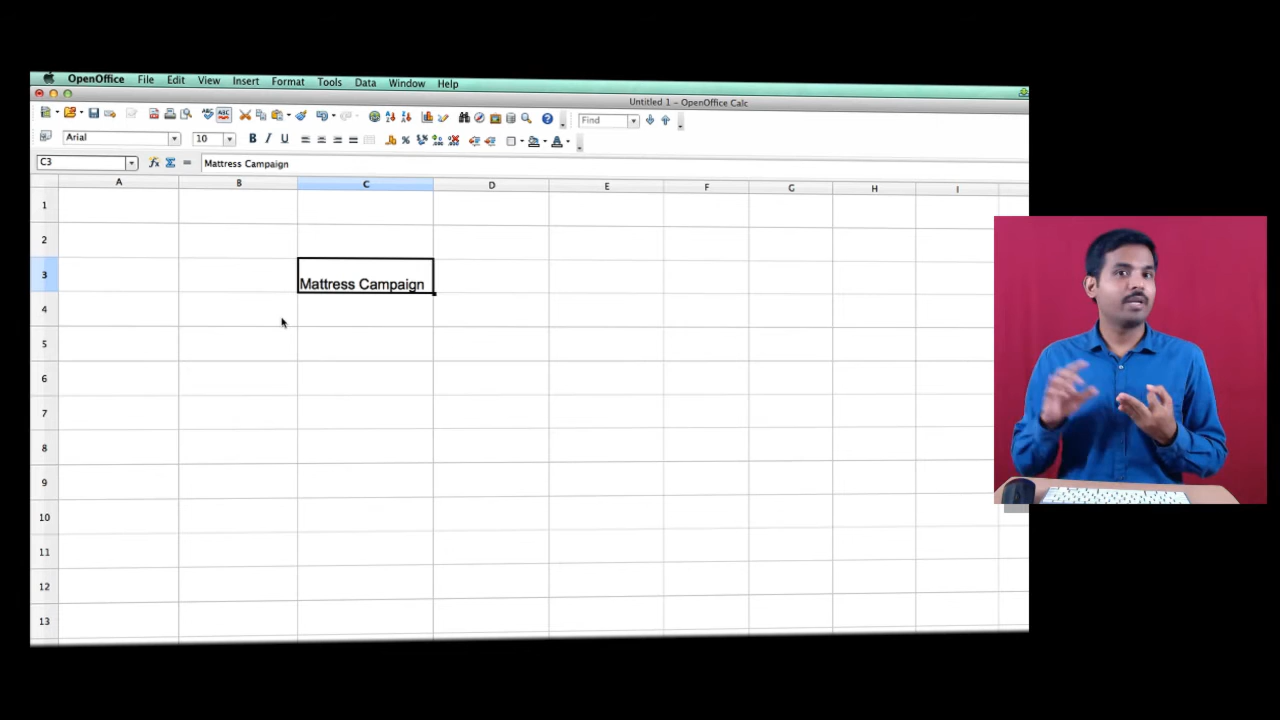 OpenOffice File Edit View Insert Format Tools Data Window Help
Untitled 1 - OpenOffice Calc
Find
Arial 10 B I U
C3 = Mattress Campaign
A B C D E F G H I
1
2
3 Mattress Campaign
4
5
6
7
8
9
10
11
12
13